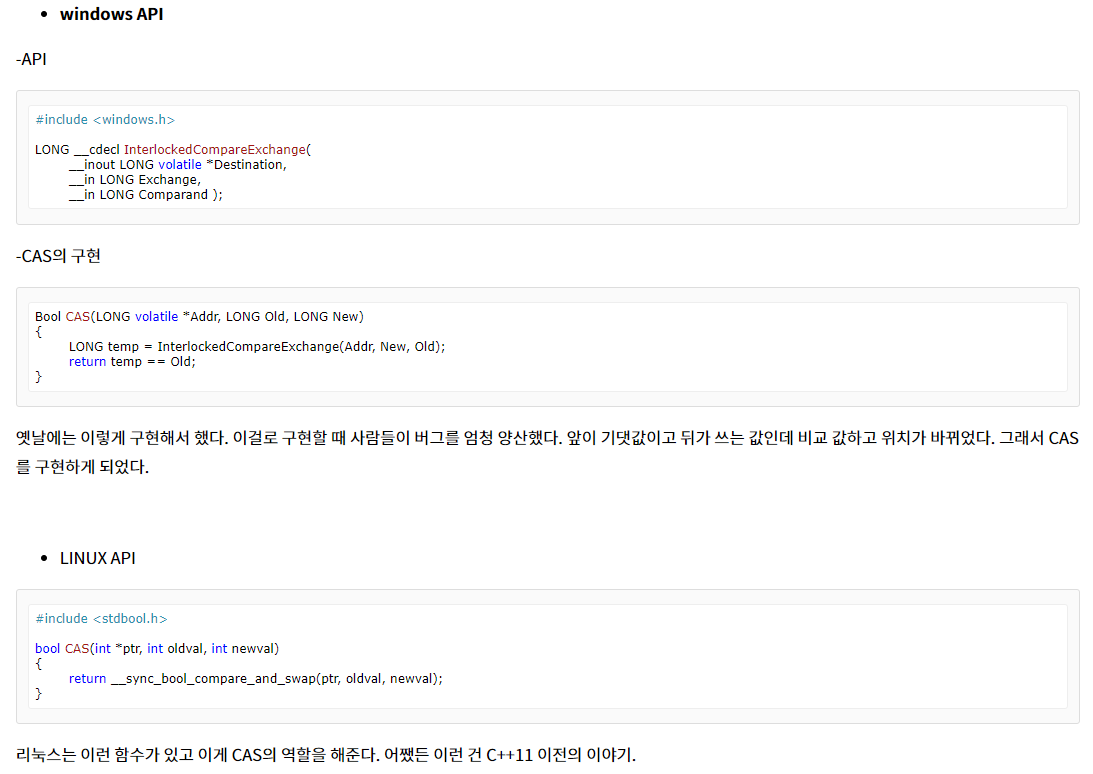 • windows API
-API
#include <windows.h>
LONG __cdecl InterlockedCompareExchange(
__inout LONG volatile *Destination,
__in LONG Exchange,
__in LONG Comparand );
-CAS의 구현
Bool CAS(LONG volatile *Addr, LONG Old, LONG New)
{
LONG temp = InterlockedCompareExchange(Addr, New, Old);
return temp == Old;
}
옛날에는 이렇게 구현해서 했다. 이걸로 구현할 때 사람들이 버그를 엄청 양산했다. 앞이 기댓값이고 뒤가 쓰는 값인데 비교 값하고 위치가 바뀌었다. 그래서 CAS
를 구현하게 되었다.
• LINUX API
#include <stdbool.h>
bool CAS(int *ptr, int oldval, int newval)
{
return __sync_bool_compare_and_swap(ptr, oldval, newval);
}
리눅스는 이런 함수가 있고 이게 CAS의 역할을 해준다. 어쨌든 이런 건 C++11 이전의 이야기.